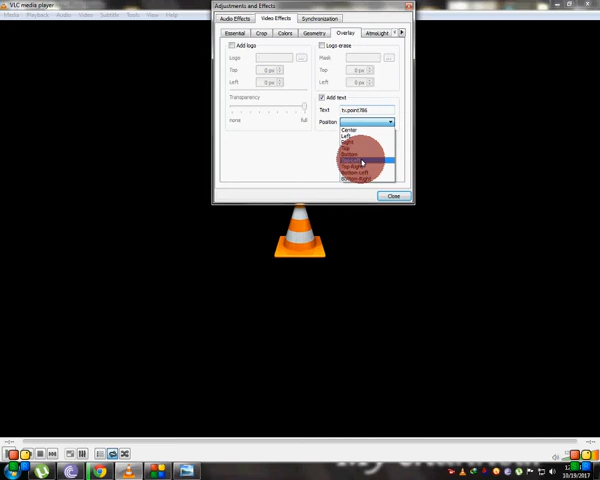 VLC media player
Media Playback Audio Video Subtitle Tools View Help
Adjustments and Effects
Audio Effects Video Effects Synchronization
Essential Crop Colors Geometry Overlay AtmoLight
Add logo
Logo ...
Top 0 px
Left 0 px
Transparency
none full
Logo erase
Mask ...
Top 0 px
Left 0 px
Add text
Text tv.point786
Position
Center
Left
Right
Top
Bottom
Top-Left
Top-Right
Bottom-Left
Bottom-Right
Close
--:-- --:--
10/19/2017